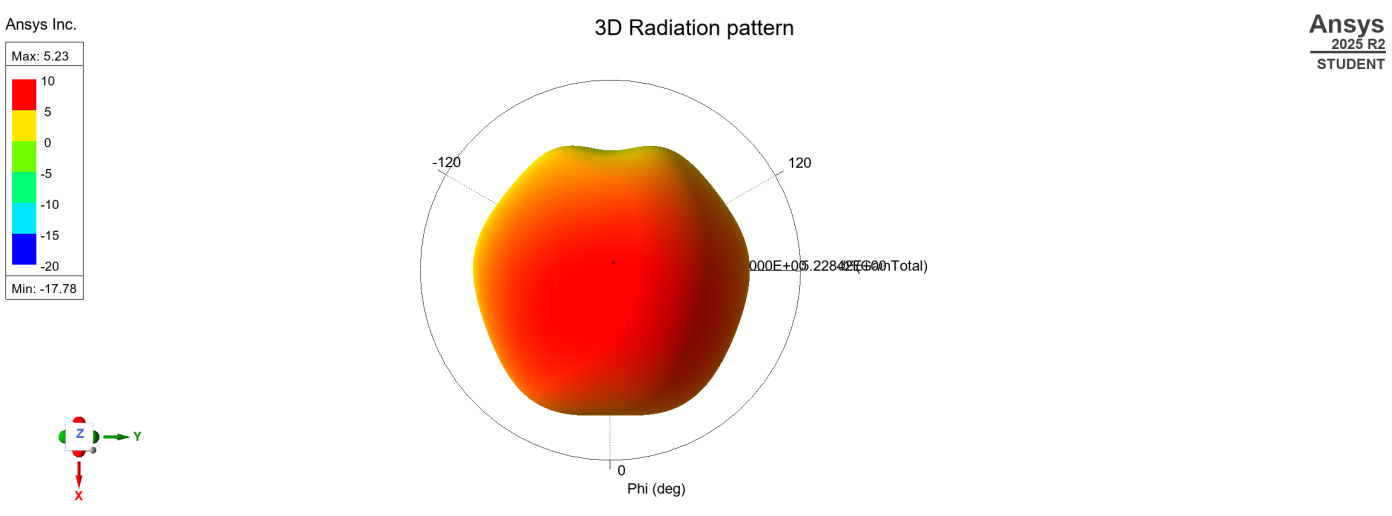 Ansys Inc.
3D Radiation pattern
Ansys
2025 R2
STUDENT
Max: 5.23
10
5
0
-5
-10
-15
-20
Min: -17.78
-120
120
0
Phi (deg)
Z
Y
X